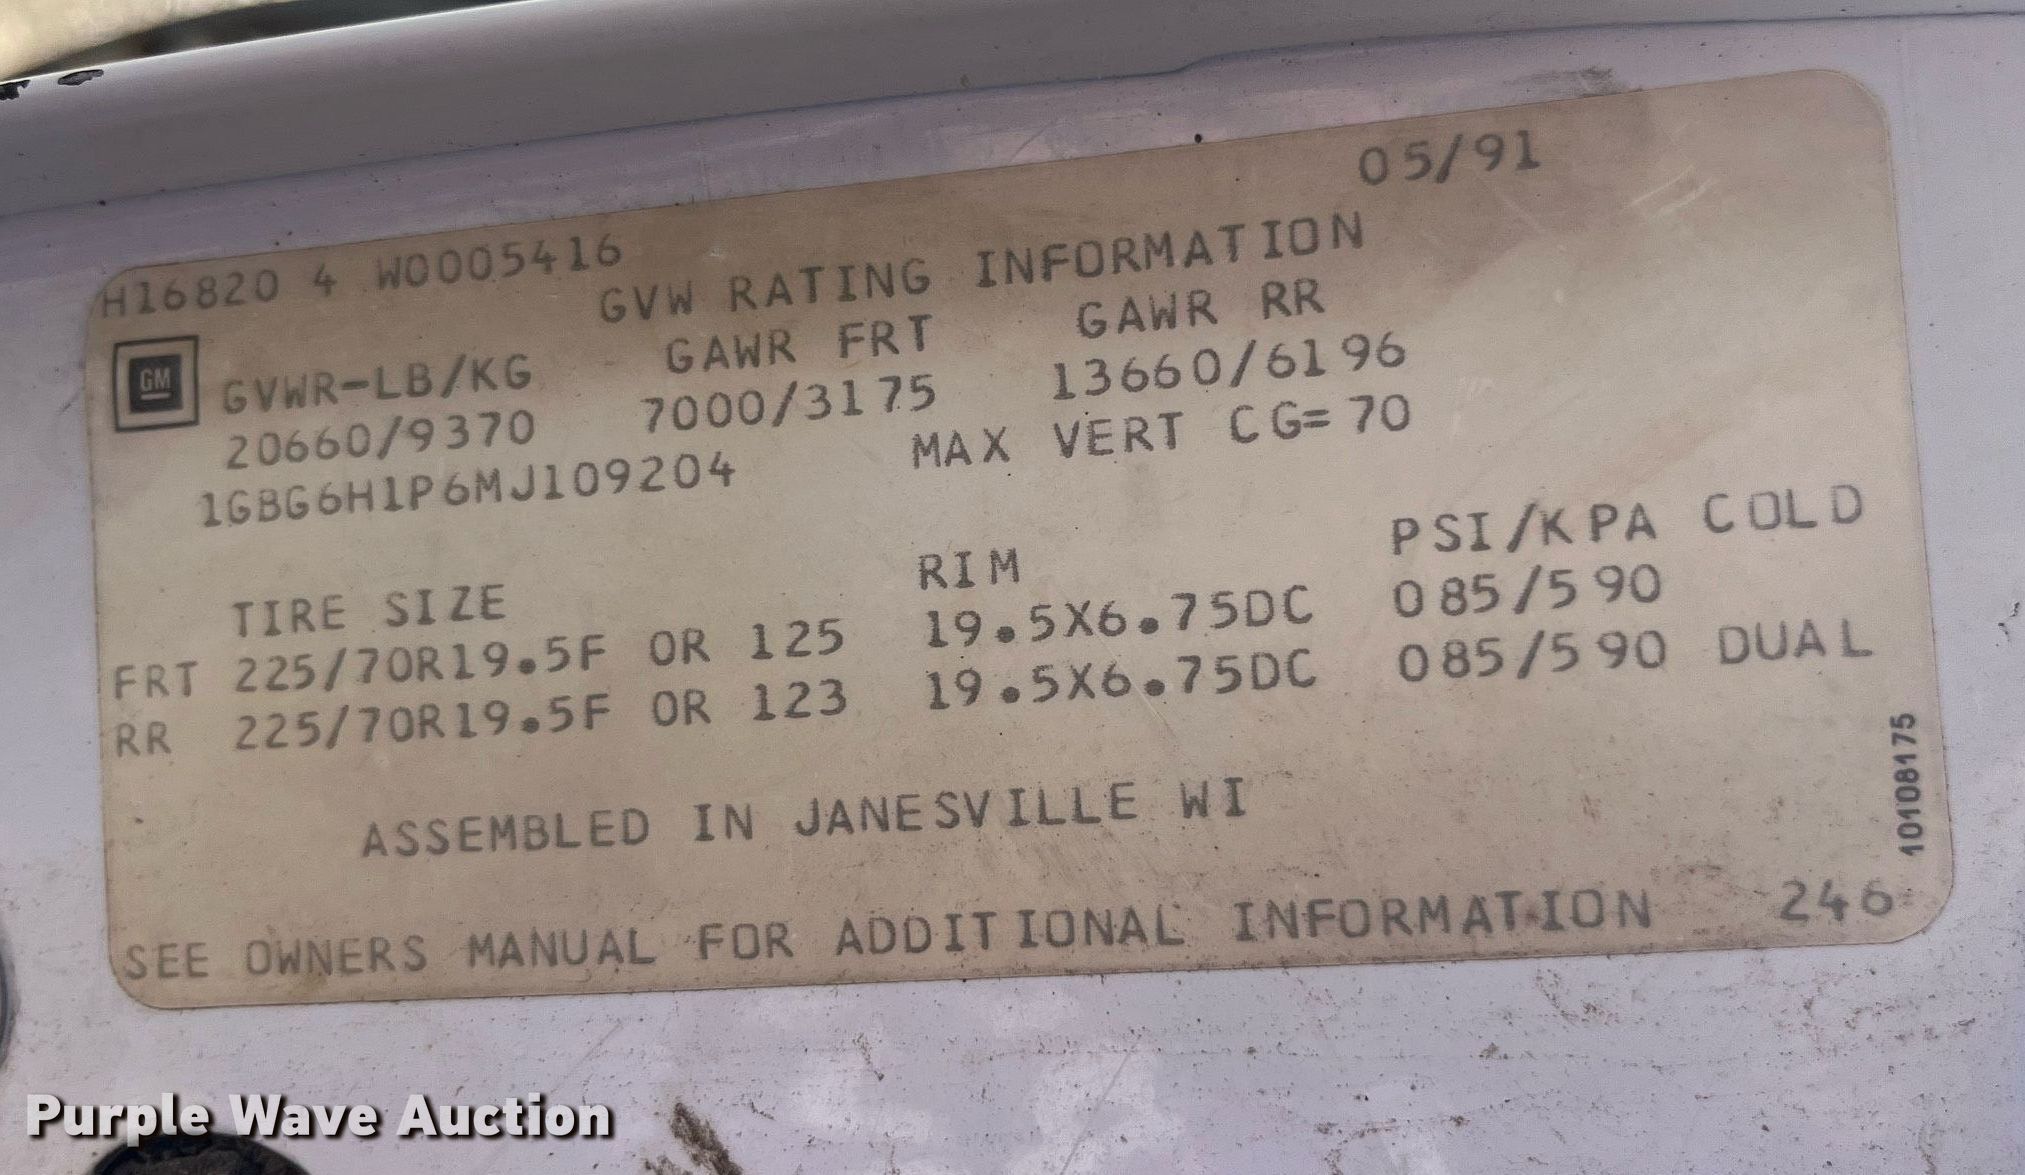 05/91
H16820 4 W0005416
GVW RATING INFORMATION
GM
GVWR-LB/KG GAWR FRT GAWR RR
20660/9370 7000/3175 13660/6196
1GBG6H1P6MJ109204 MAX VERT CG=70
TIRE SIZE RIM PSI/KPA COLD
FRT 225/70R19.5F OR 125 19.5X6.75DC 085/590
RR 225/70R19.5F OR 123 19.5X6.75DC 085/590 DUAL
ASSEMBLED IN JANESVILLE WI
10108175
SEE OWNERS MANUAL FOR ADDITIONAL INFORMATION 246
Purple Wave Auction